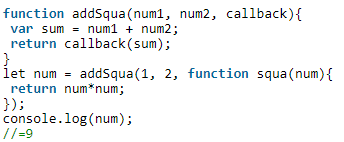 function addSqua(num1, num2, callback){
 var sum = num1 + num2;
 return callback(sum);
}
let num = addSqua(1, 2, function squa(num){
 return num*num;
});
console.log(num);
//=9